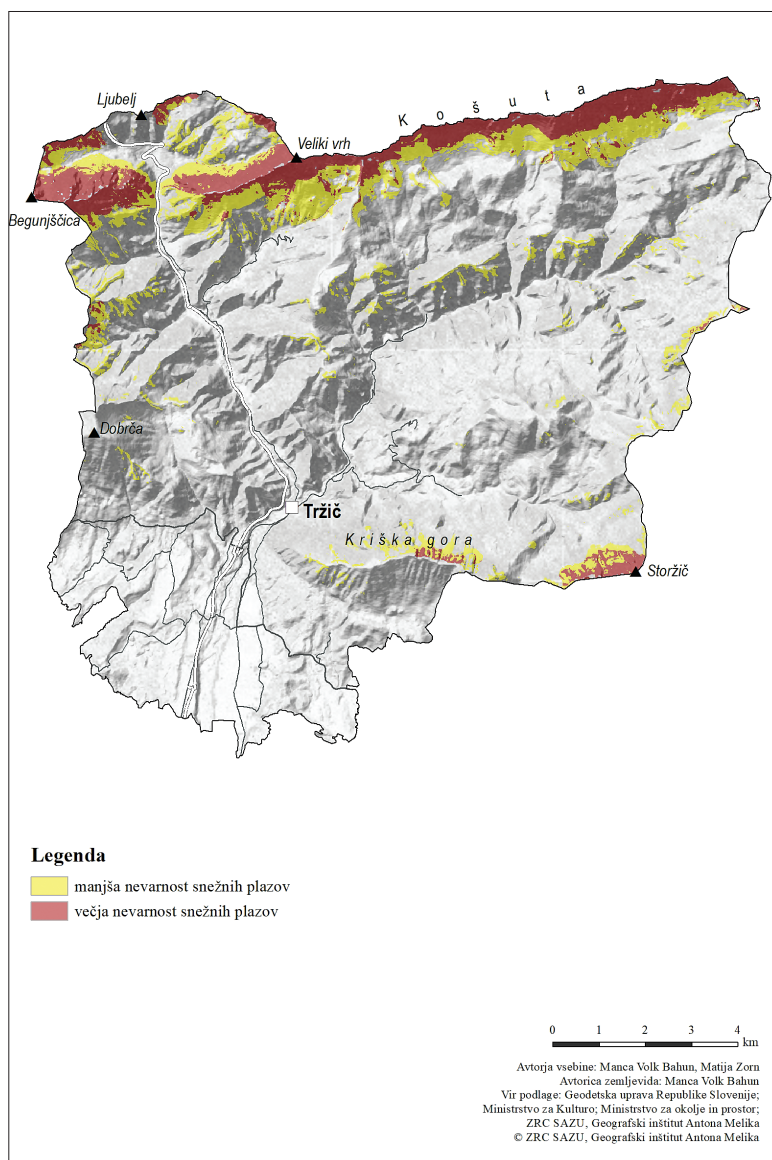 Ljubelj
Košuta
Veliki vrh
Begunjščica
Dobrča
Tržič
Kriška gora
Storžič
Legenda
manjša nevarnost snežnih plazov
večja nevarnost snežnih plazov
0 1 2 3 4
km
Avtorja vsebine: Manca Volk Bahun, Matija Zorn
Avtorica zemljevida: Manca Volk Bahun
Vir podlage: Geodetska uprava Republike Slovenije;
Ministrstvo za Kulturo; Ministrstvo za okolje in prostor;
ZRC SAZU, Geografski inštitut Antona Melika
© ZRC SAZU, Geografski inštitut Antona Melika